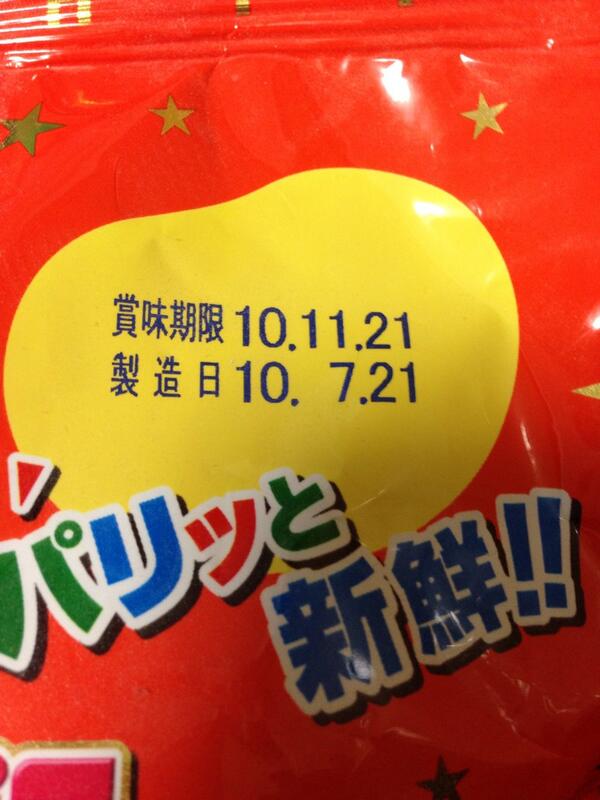 賞味期限 10.11.21
製造日 10. 7.21
パリッと
新鮮!!